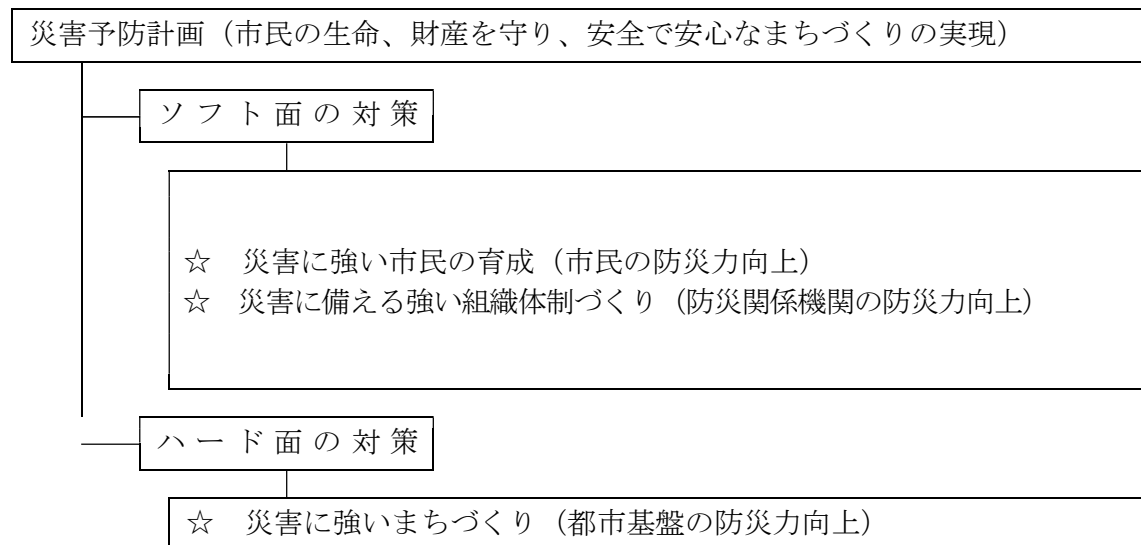 災害予防計画（市民の生命、財産を守り、安全で安心なまちづくりの実現）
ソフト面の対策
☆　災害に強い市民の育成（市民の防災力向上）
☆　災害に備える強い組織体制づくり（防災関係機関の防災力向上）
ハード面の対策
☆　災害に強いまちづくり（都市基盤の防災力向上）